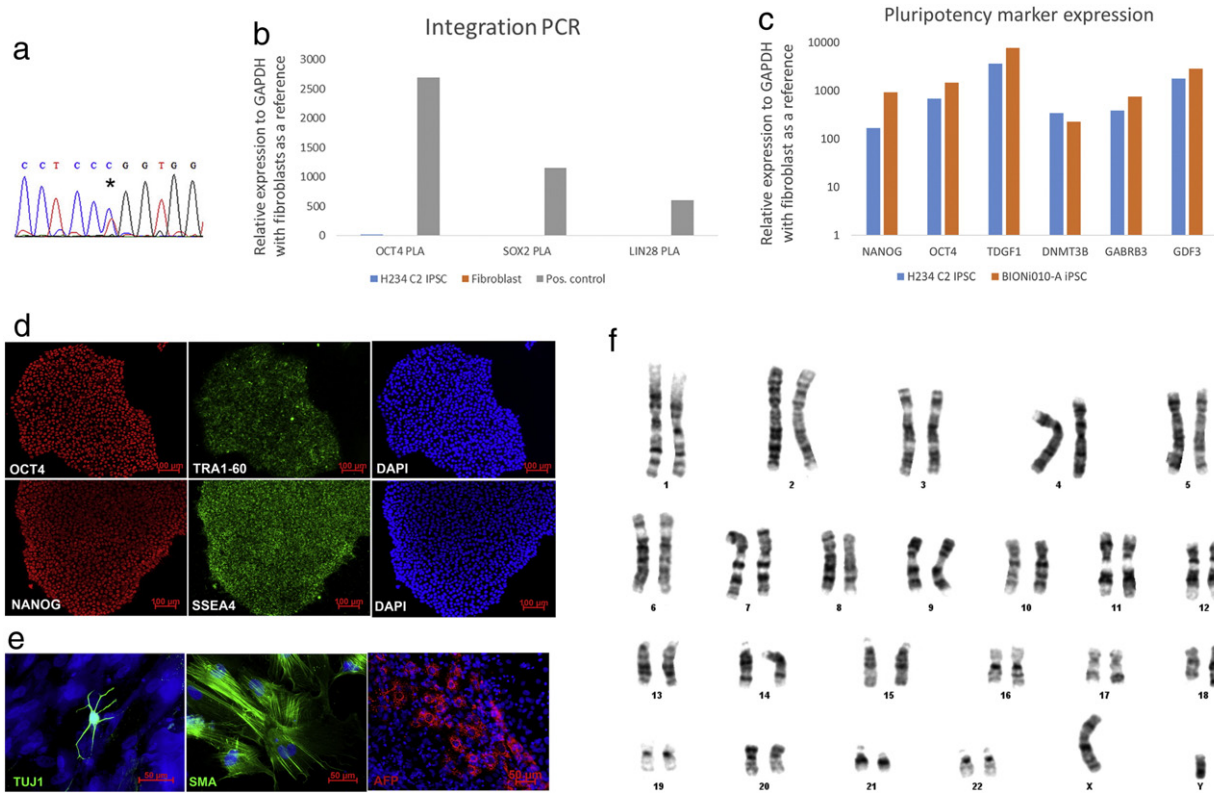 a
C C T C C C G G T G G
*
b
Integration PCR
Relative expression to GAPDH
with fibroblasts as a reference
3000
2500
2000
1500
1000
500
0
OCT4 PLA SOX2 PLA LIN28 PLA
H234 C2 IPSC Fibroblast Pos. control
c
Pluripotency marker expression
Relative expression to GAPDH
with fibroblast as a reference
10000
1000
100
10
1
NANOG OCT4 TDGF1 DNMT3B GABRB3 GDF3
H234 C2 IPSC BIONi010-A iPSC
d
OCT4 100 µm TRA1-60 100 µm DAPI 100 µm
NANOG 100 µm SSEA4 100 µm DAPI 100 µm
e
TUJ1 50 µm SMA 50 µm AFP 50 µm
f
1 2 3 4 5
6 7 8 9 10 11 12
13 14 15 16 17 18
19 20 21 22 X Y